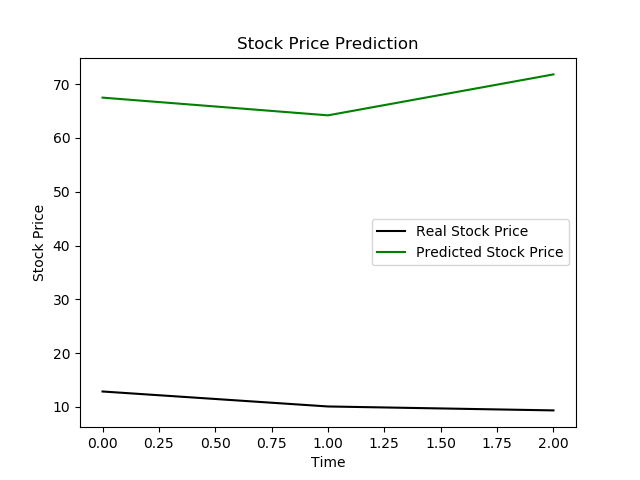 Stock Price Prediction
70
60
50
40
30
20
10
Stock Price
Real Stock Price
Predicted Stock Price
0.00 0.25 0.50 0.75 1.00 1.25 1.50 1.75 2.00
Time